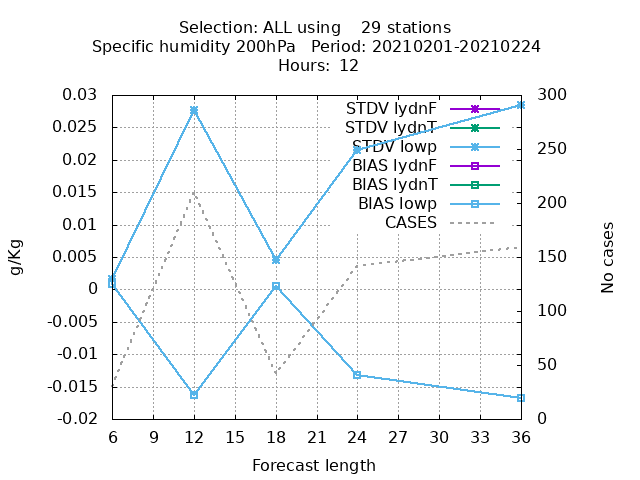 Selection: ALL using    29 stations
Specific humidity 200hPa   Period: 20210201-20210224
Hours: 12
0.03
0.025
0.02
0.015
0.01
0.005
0
-0.005
-0.01
-0.015
-0.02
g/Kg
STDV lydnF
STDV lydnT
STDV lowp
BIAS lydnF
BIAS lydnT
BIAS lowp
CASES
300
250
200
150
100
50
0
No cases
6 9 12 15 18 21 24 27 30 33 36
Forecast length